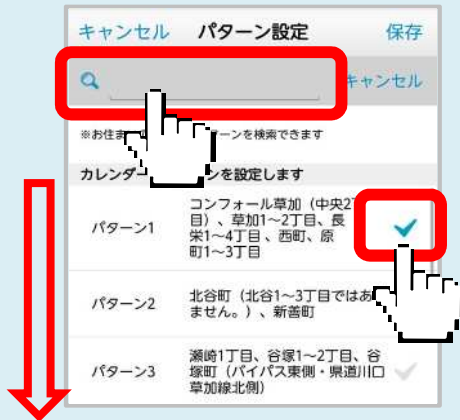 キャンセル パターン設定 保存
キャンセル
※お住ま ターンを検索できます
カレンダー ンを設定します
コンフォール草加（中央2丁
パターン1 目）、草加1～2丁目、長
栄1～4丁目、西町、原
町1～3丁目
パターン2 北谷町（北谷1～3丁目ではあ
ません。）、新善町
瀬崎1丁目、谷塚1～2丁目、谷
パターン3 塚町（バイパス東側・県道川口
草加線北側）